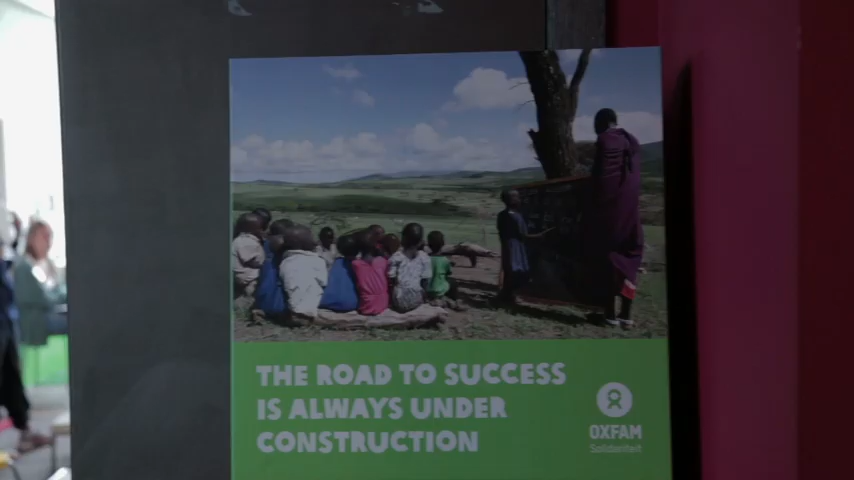 THE ROAD TO SUCCESS
IS ALWAYS UNDER
CONSTRUCTION
OXFAM
Solidariteit